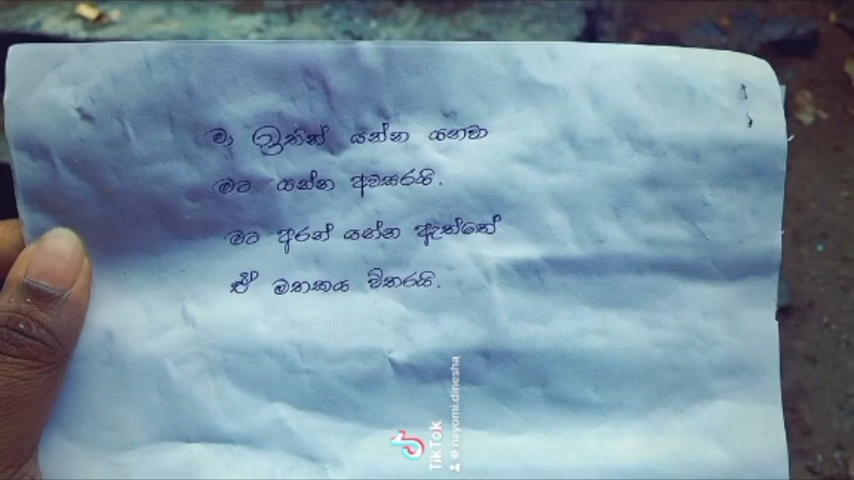 මා ඉතින් යන්න යනවා
මට යන්න අවසරයි.
මට අරන් යන්න ඇත්තේ
ඒ මතකය විතරයි.
TikTok
@ nayomi.dinesha